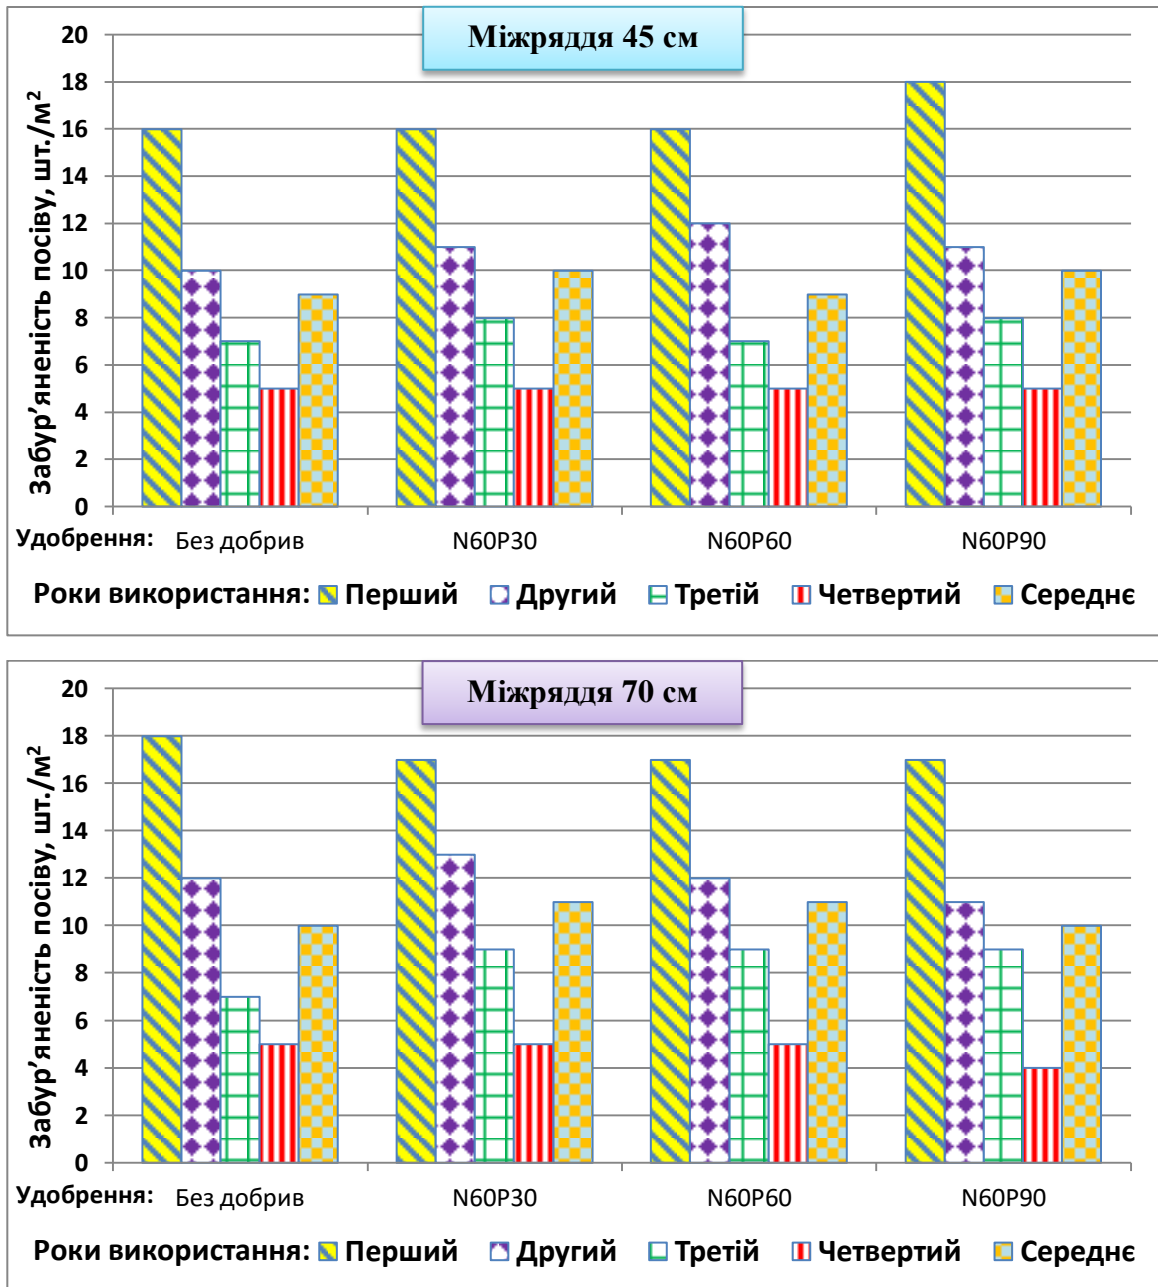 Міжряддя 45 см
Забур’яненість посіву, шт./м²
20
18
16
14
12
10
8
6
4
2
0
Удобрення: Без добрив N60P30 N60P60 N60P90
Роки використання: Перший Другий Третій Четвертий Середнє
Міжряддя 70 см
Забур’яненість посіву, шт./м²
20
18
16
14
12
10
8
6
4
2
0
Удобрення: Без добрив N60P30 N60P60 N60P90
Роки використання: Перший Другий Третій Четвертий Середнє